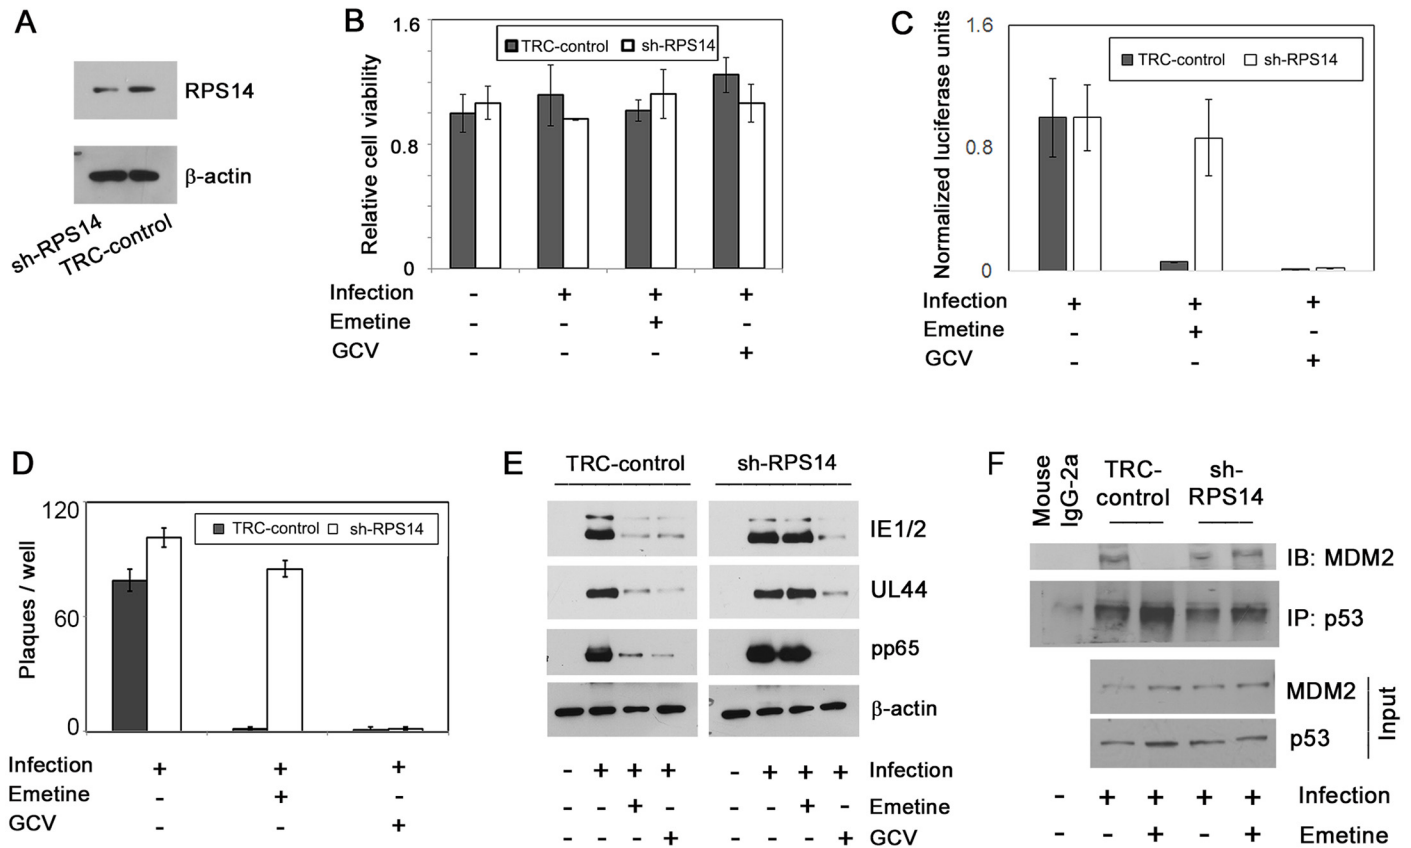 A
RPS14
β-actin
sh-RPS14
TRC-control
B
Relative cell viability
1.6
0.8
0
TRC-control sh-RPS14
Infection - + + +
Emetine - - + -
GCV - - - +
C
Normalized luciferase units
1.6
0.8
0
TRC-control sh-RPS14
Infection + + +
Emetine - + -
GCV - - +
D
Plaques / well
120
60
0
TRC-control sh-RPS14
Infection + + +
Emetine - + -
GCV - - +
E
TRC-control sh-RPS14
IE1/2
UL44
pp65
β-actin
- + + + - + + + Infection
- - + - - - + - Emetine
- - - + - - - + GCV
F
Mouse
IgG-2a
TRC-
control
sh-
RPS14
IB: MDM2
IP: p53
MDM2
p53
Input
- + + + + Infection
- - + - + Emetine